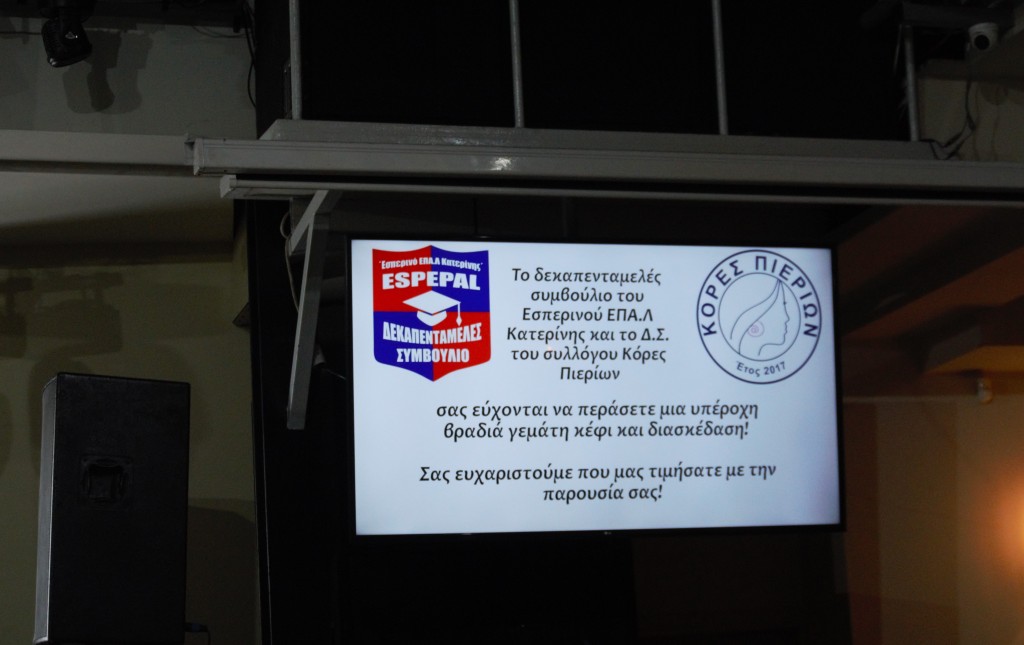 Έσπερινό ΕΠΑ.Λ Κατερίνης
ESPEPAL
ΔΕΚΑΠΕΝΤΑΜΕΛΕΣ
ΣΥΜΒΟΥΛΙΟ
Το δεκαπενταμελές
συμβούλιο του
Εσπερινού ΕΠΑ.Λ
Κατερίνης και το Δ.Σ.
του συλλόγου Κόρες
Πιερίων
ΚΟΡΕΣ ΠΙΕΡΙΩΝ
Έτος 2017
σας εύχονται να περάσετε μια υπέροχη
βραδιά γεμάτη κέφι και διασκέδαση!
Σας ευχαριστούμε που μας τιμήσατε με την
παρουσία σας!